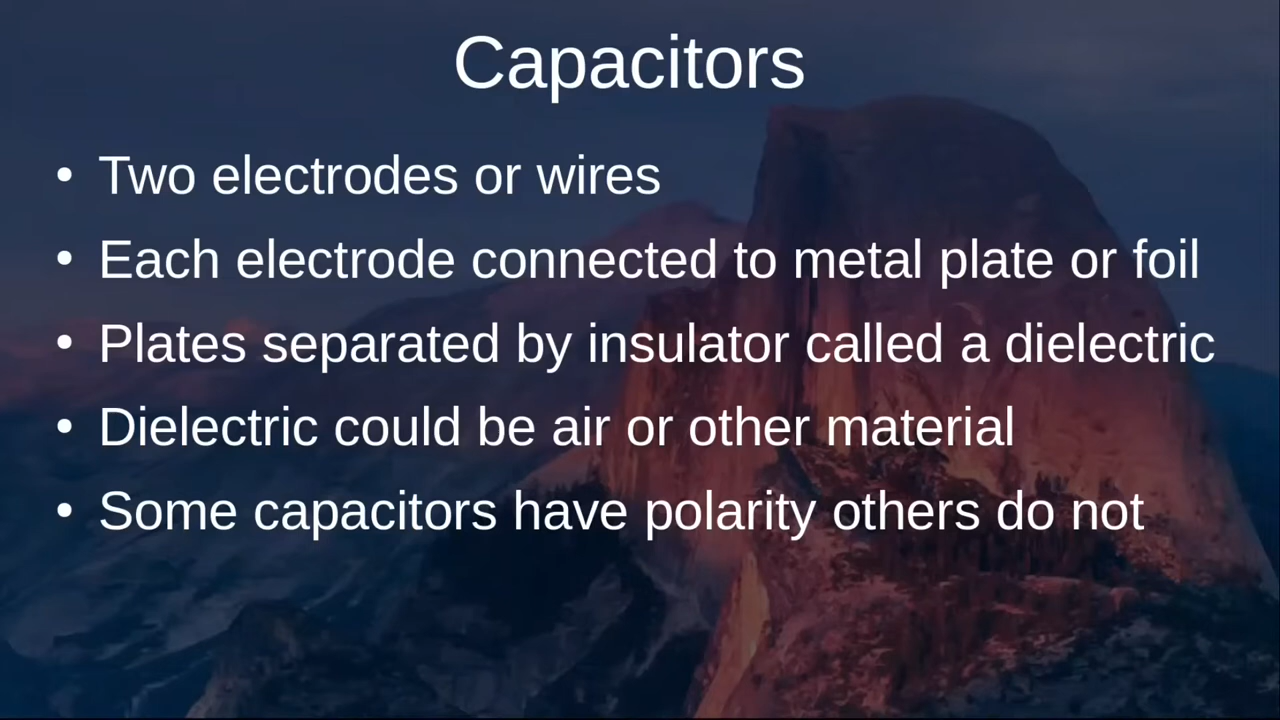 Capacitors
• Two electrodes or wires
• Each electrode connected to metal plate or foil
• Plates separated by insulator called a dielectric
• Dielectric could be air or other material
• Some capacitors have polarity others do not